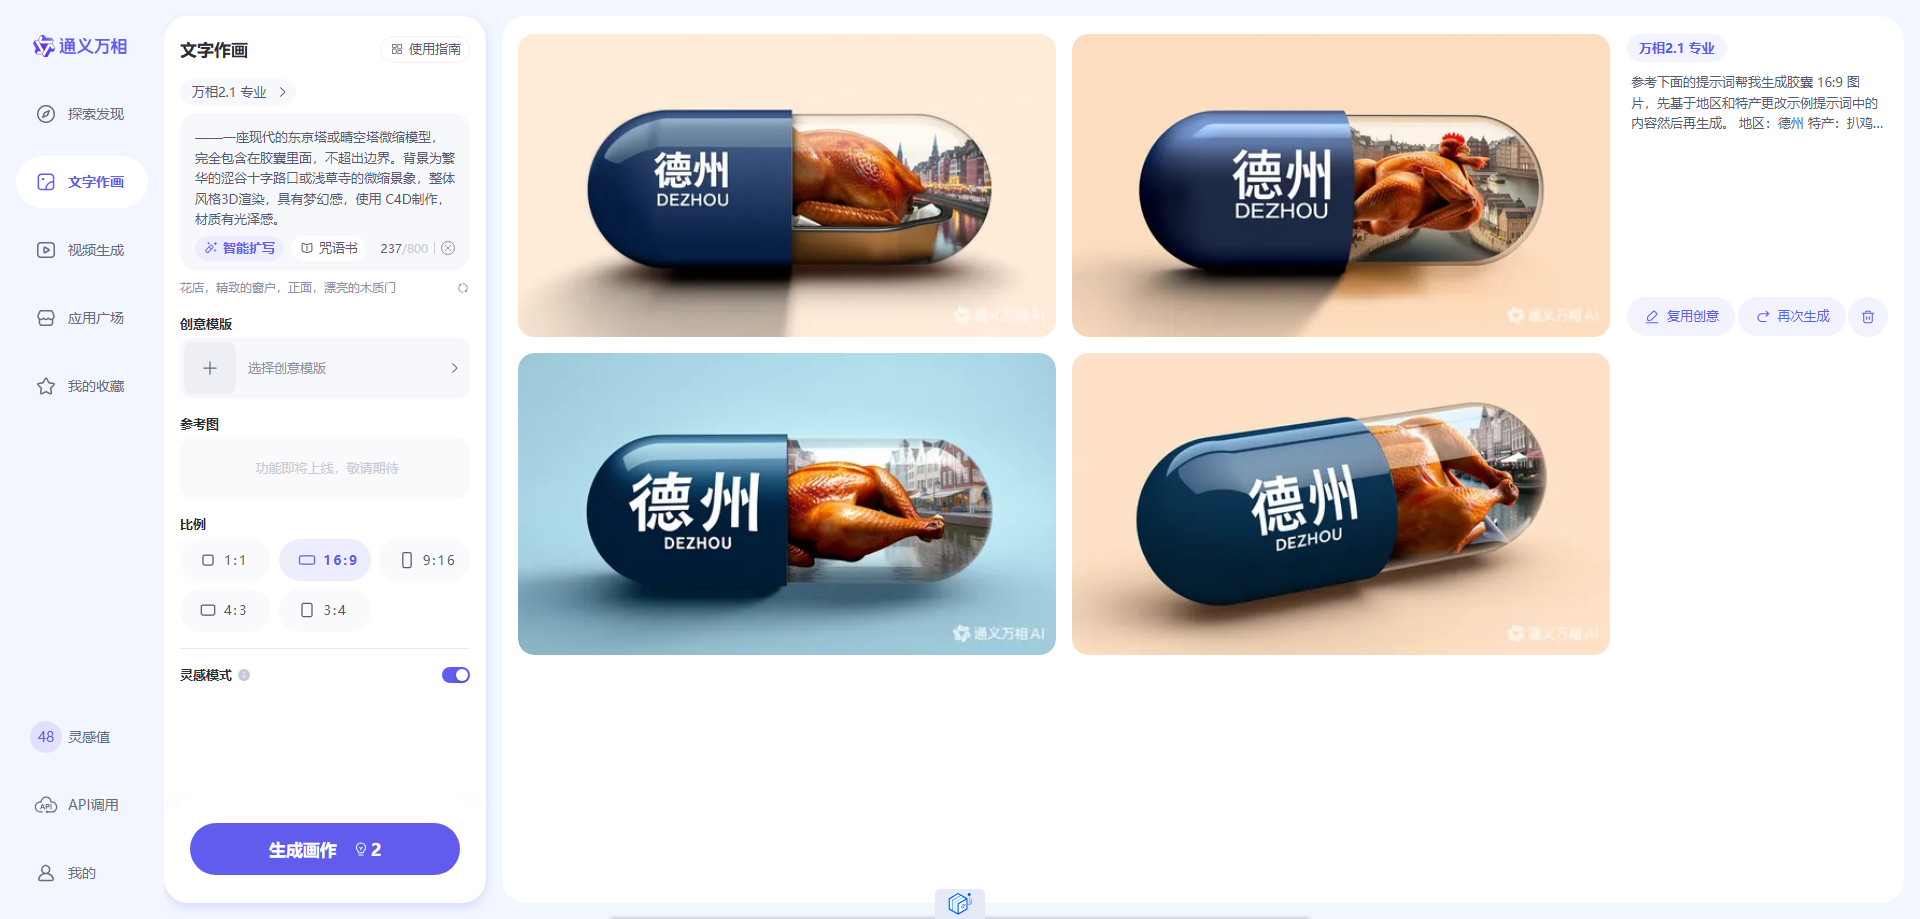 通义万相
探索发现
文字作画
视频生成
应用广场
我的收藏
48 灵感值
API调用
我的
文字作画
使用指南
万相2.1 专业
———一座现代的东京塔或晴空塔微缩模型，
完全包含在胶囊里面，不超出边界。背景为繁
华的涩谷十字路口或浅草寺的微缩景象，整体
风格3D渲染，具有梦幻感，使用 C4D制作，
材质有光泽感。
智能扩写 咒语书 237/800
花店，精致的窗户，正面，漂亮的木质门
创意模版
选择创意模版
参考图
功能即将上线，敬请期待
比例
1:1 16:9 9:16
4:3 3:4
灵感模式
生成画作 2
德州
DEZHOU
通义万相 AI
德州
DEZHOU
通义万相 AI
德州
DEZHOU
通义万相 AI
德州
DEZHOU
通义万相 AI
万相2.1 专业
参考下面的提示词帮我生成胶囊 16:9 图
片，先基于地区和特产更改示例提示词中的
内容然后再生成。 地区：德州 特产：扒鸡...
复用创意 再次生成